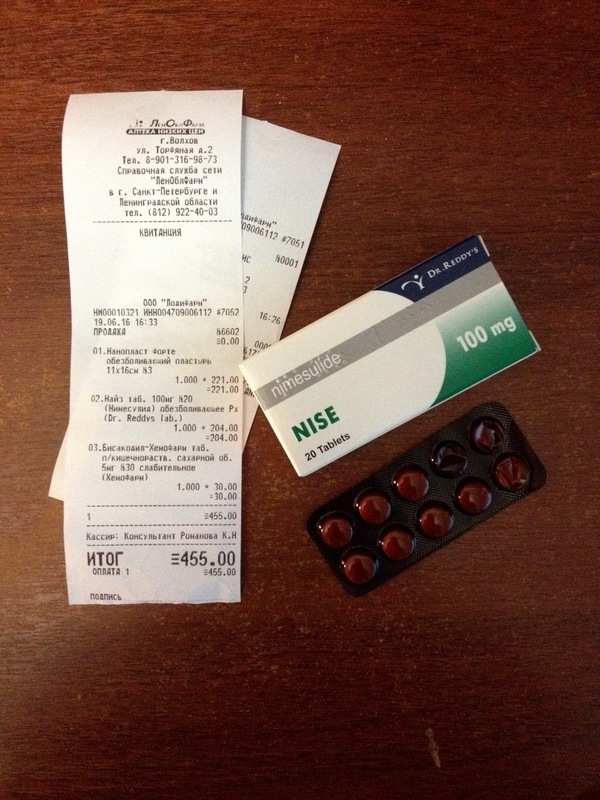 ЛенОблФарм
АПТЕКА НИЗКИХ ЦЕН
г.Волхов
ул. Торфяная д.2
Тел. 8-901-316-98-73
Справочная служба сети
"ЛенОблФарм"
в г. Санкт-Петербурге и
Ленинградской области
тел. (812) 922-40-03
КВИТАНЦИЯ
ООО "Лодифарм"
НМ00010321 ИНН004709006112 #7052
19.06.16 16:33
ПРОДАЖА №6602
≡0.00
01.Нанопласт Форте
обезболивающий пластырь
11х16см №3
1.000 * 221.00
≡221.00
02.Найз таб. 100мг №20
(Нимесулид) обезболивающее Рх
(Dr. Reddys lab.)
1.000 * 204.00
≡204.00
03.Бисакодил-Хемофарм таб.
п/кишечнораств. сахарной об.
5мг №30 слабительное
(Хемофарм)
1.000 * 30.00
≡30.00
1 ≡455.00
Кассир: Консультант Романова К.Н
ИТОГ ≡455.00
ОПЛАТА 1 ≡455.00
ПОДПИСЬ
одифарм"
09006112 #7051
№0001
2
16:26
DR.REDDY'S
100 mg
nimesulide
NISE
20 Tablets